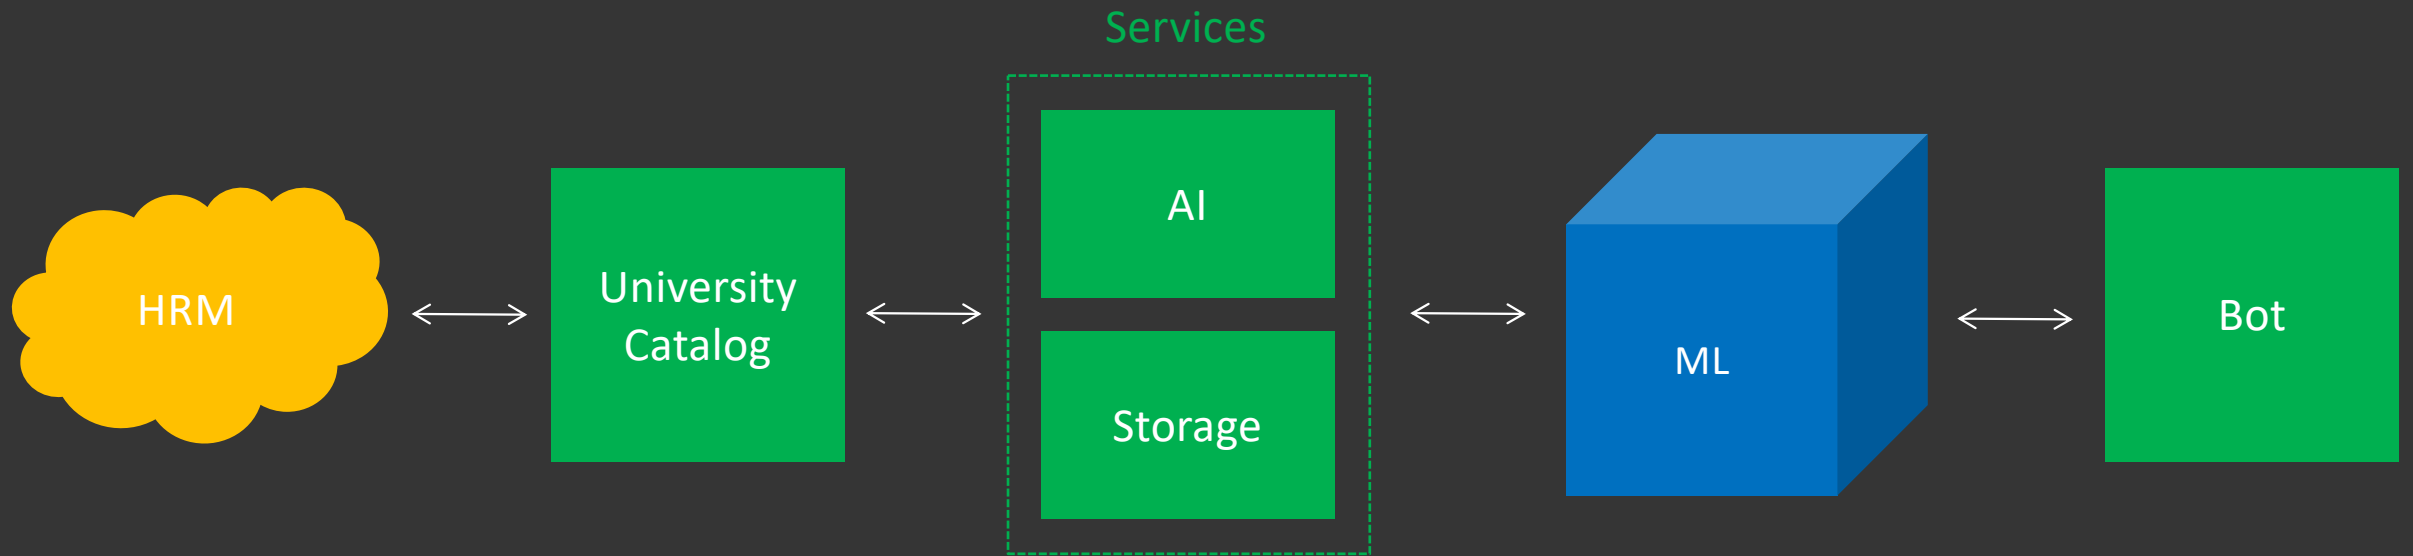 Services
HRM
University
Catalog
AI
Storage
ML
Bot